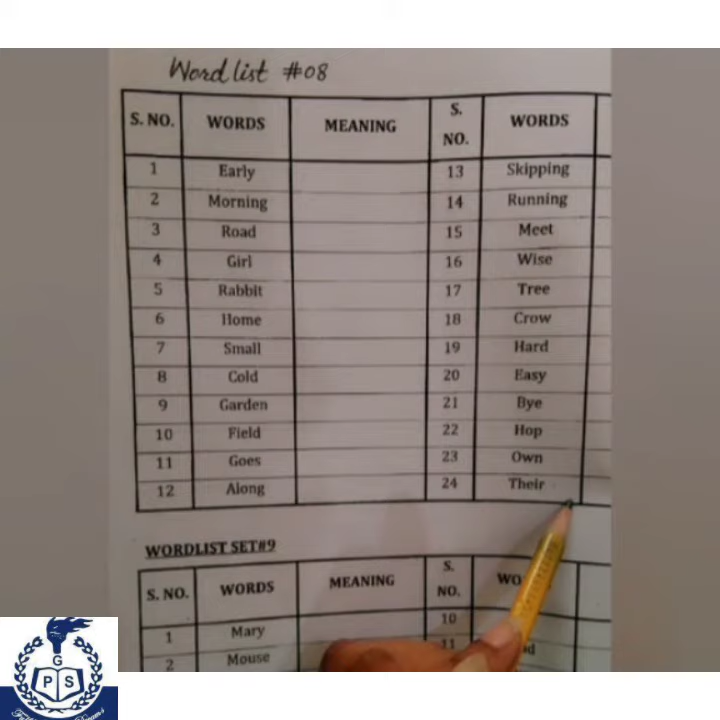 Word list #08
S. NO. WORDS MEANING S. NO. WORDS
1 Early 13 Skipping
2 Morning 14 Running
3 Road 15 Meet
4 Girl 16 Wise
5 Rabbit 17 Tree
6 Home 18 Crow
7 Small 19 Hard
8 Cold 20 Easy
9 Garden 21 Bye
10 Field 22 Hop
11 Goes 23 Own
12 Along 24 Their
WORDLIST SET#9
S. NO. WORDS MEANING S. NO.
1 Mary 10
2 Mouse 11
G
P S